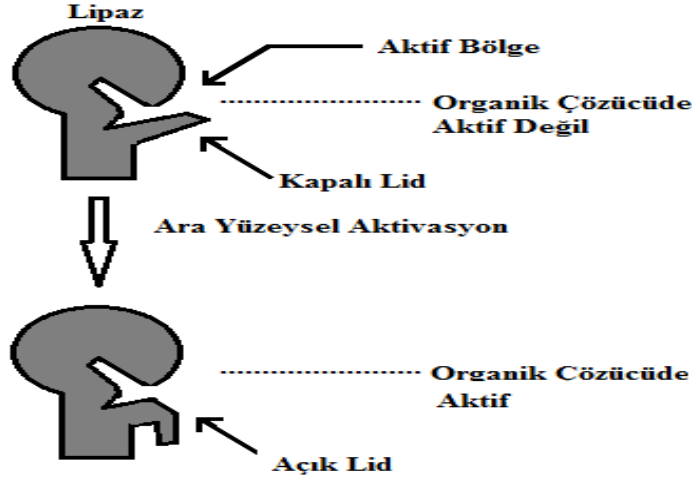 Lipaz
Aktif Bölge
Organik Çözücüde
Aktif Değil
Kapalı Lid
Ara Yüzeysel Aktivasyon
Organik Cözücüde
Aktif
Açık Lid